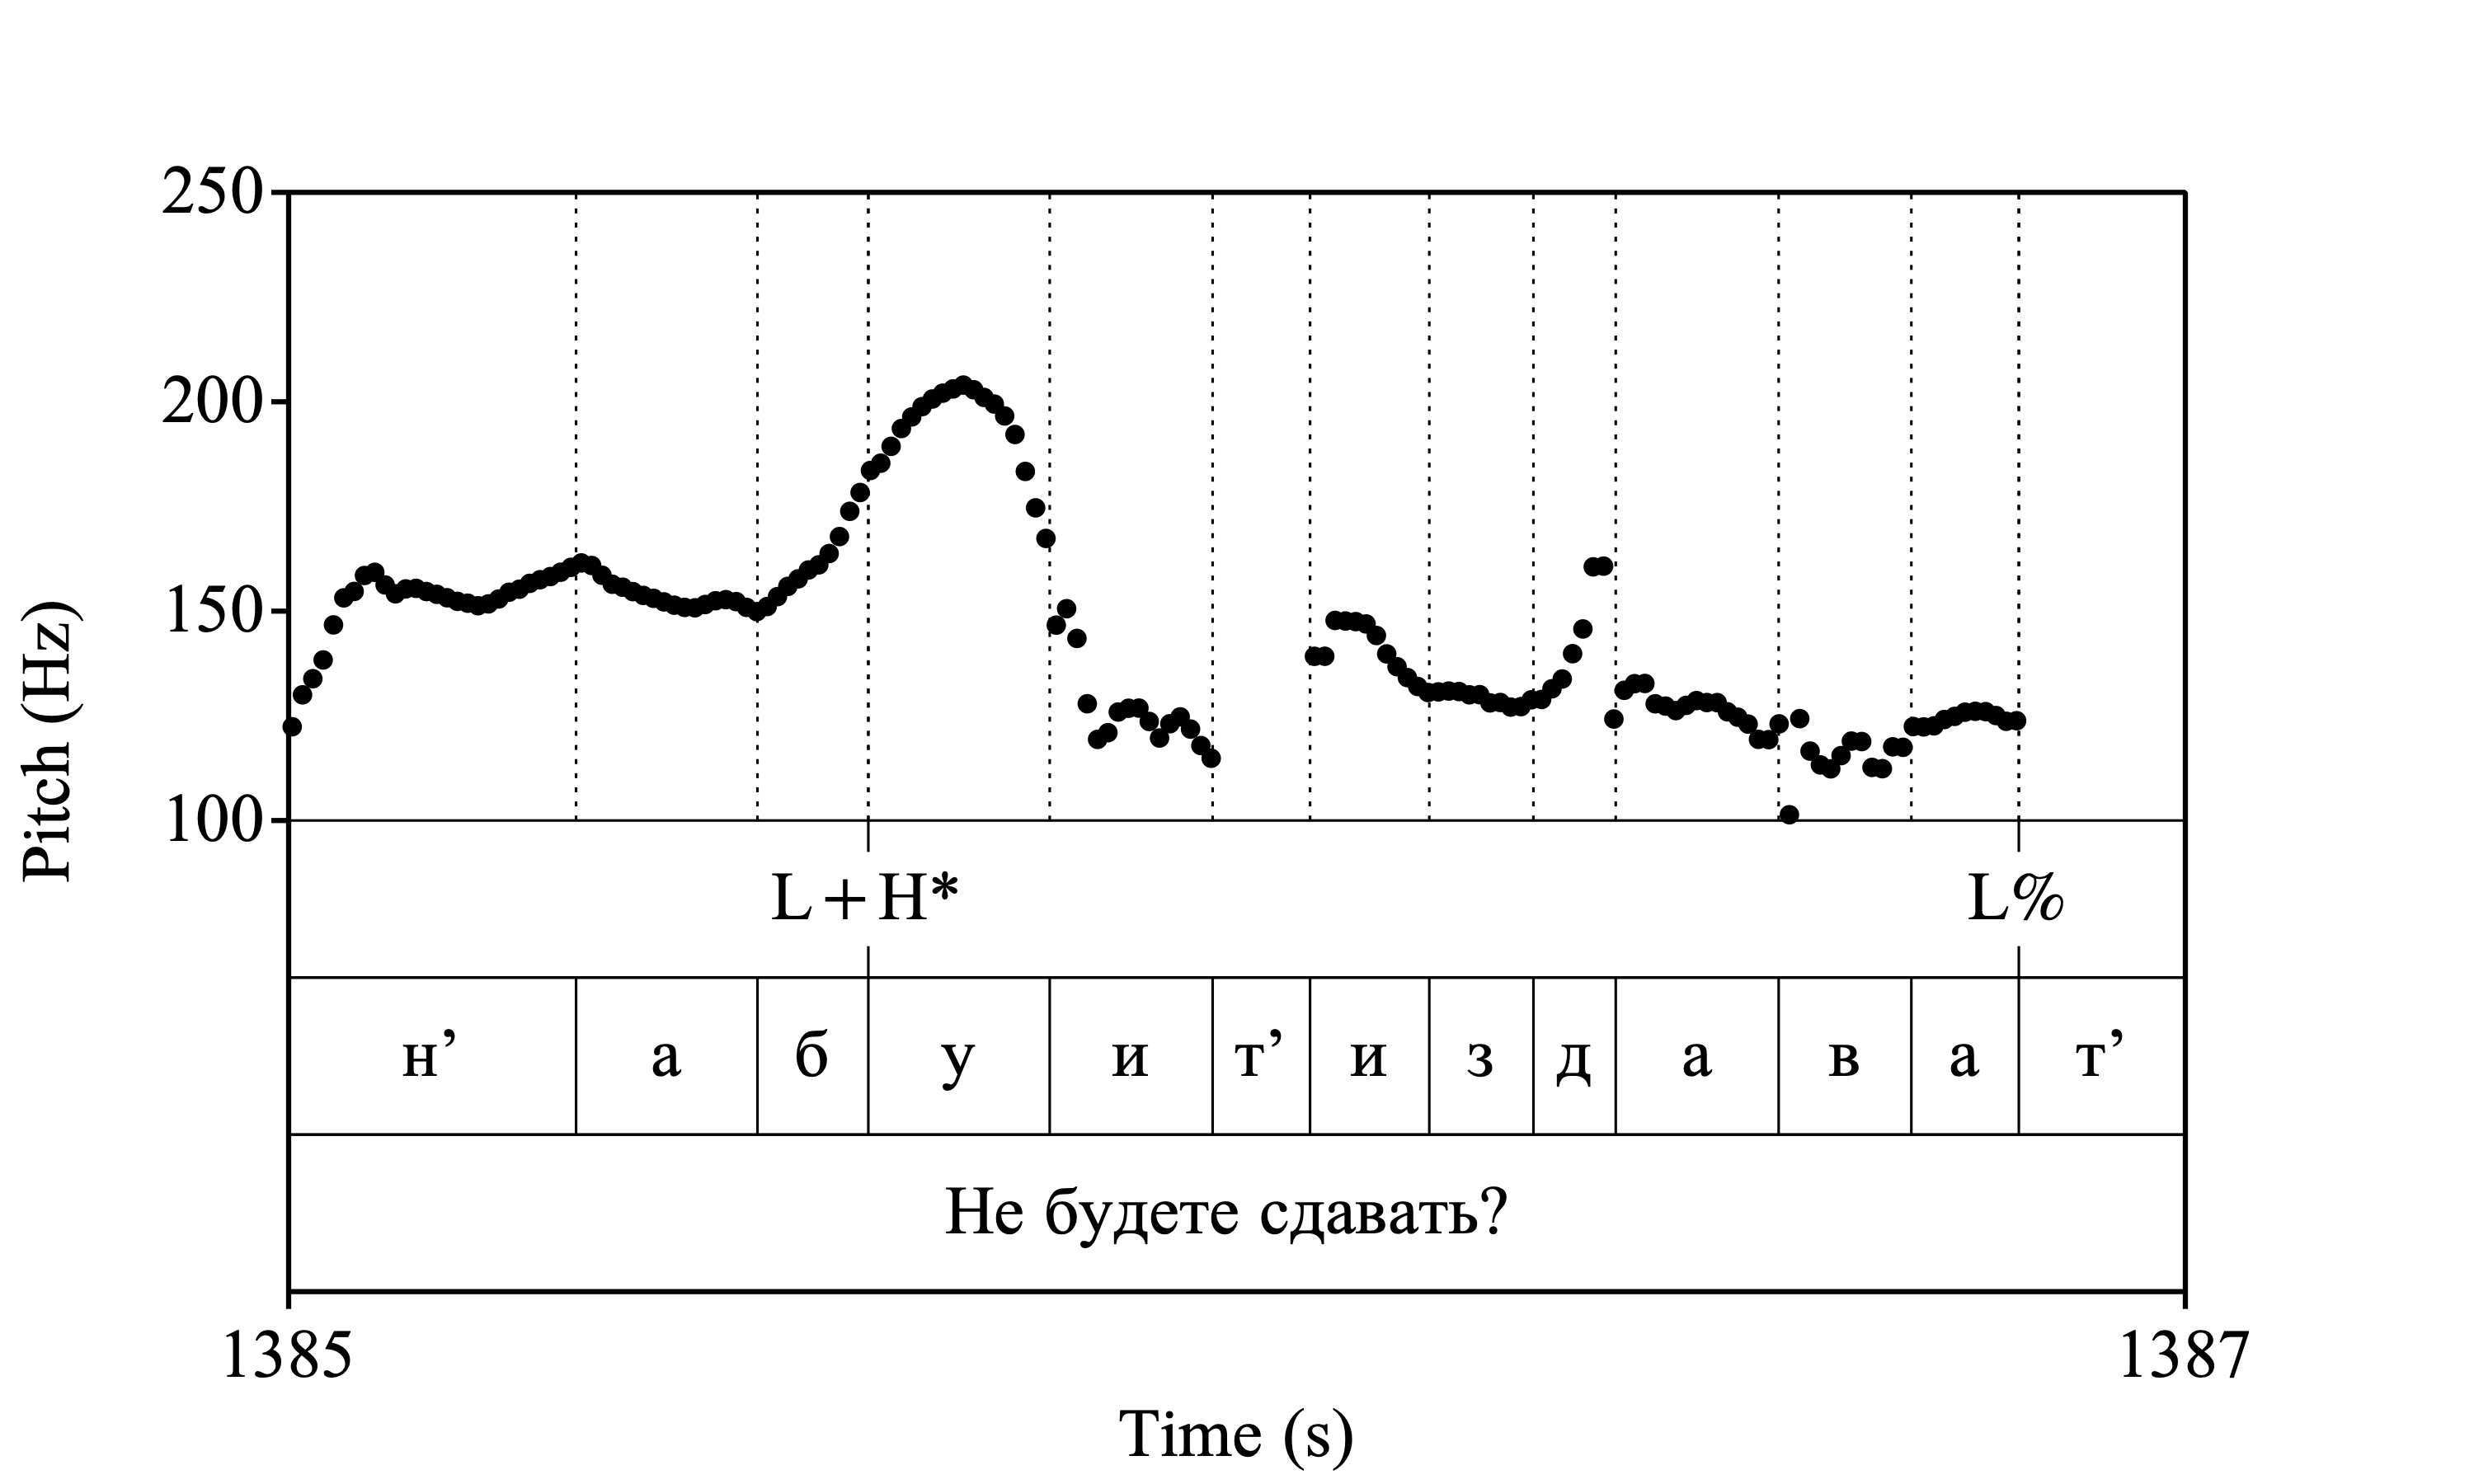 250
200
150
100
Pitch (Hz)
L + H* L%
н’ а б у и т’ и з д а в а т’
Не будете сдавать?
1385 1387
Time (s)